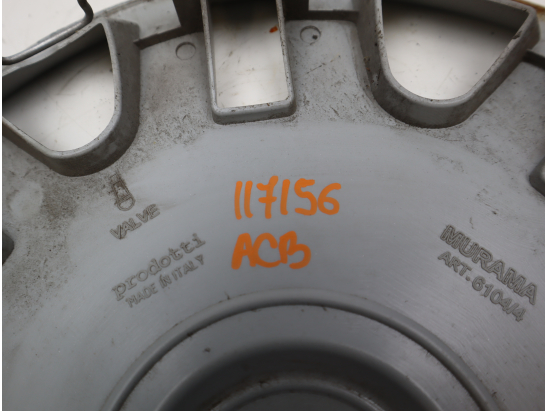 117156
ACB
VALVE
prodotti
MADE IN ITALY
MURAMA
ART. 6104/4